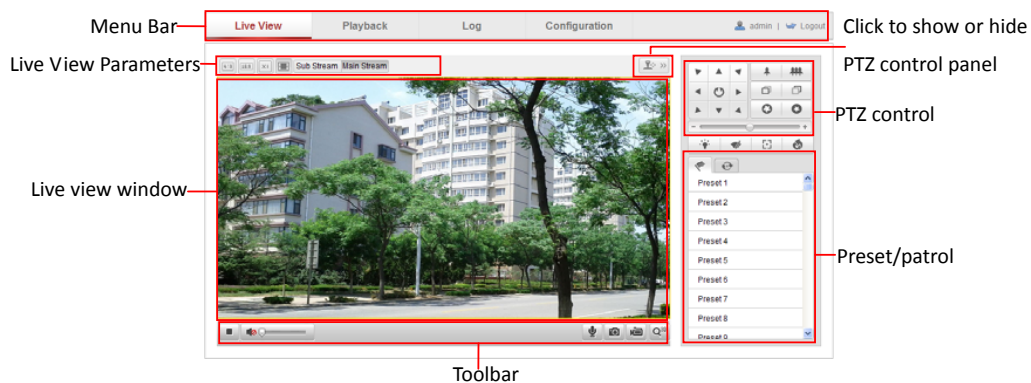 Menu Bar
Live View
Playback
Log
Configuration
admin | Logout
Click to show or hide
PTZ control panel
Live View Parameters
Sub Stream
Main Stream
PTZ control
Live view window
Preset 1
Preset 2
Preset 3
Preset 4
Preset 5
Preset 6
Preset 7
Preset 8
Preset 9
Preset/patrol
Toolbar